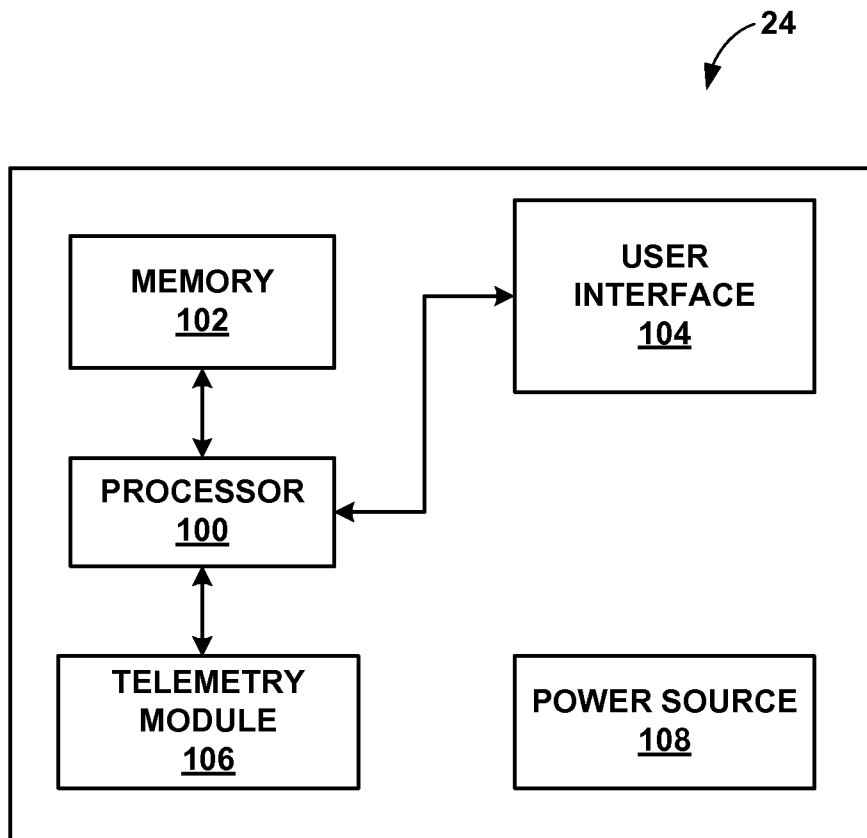 24
MEMORY
102
USER
INTERFACE
104
PROCESSOR
100
TELEMETRY
MODULE
106
POWER SOURCE
108